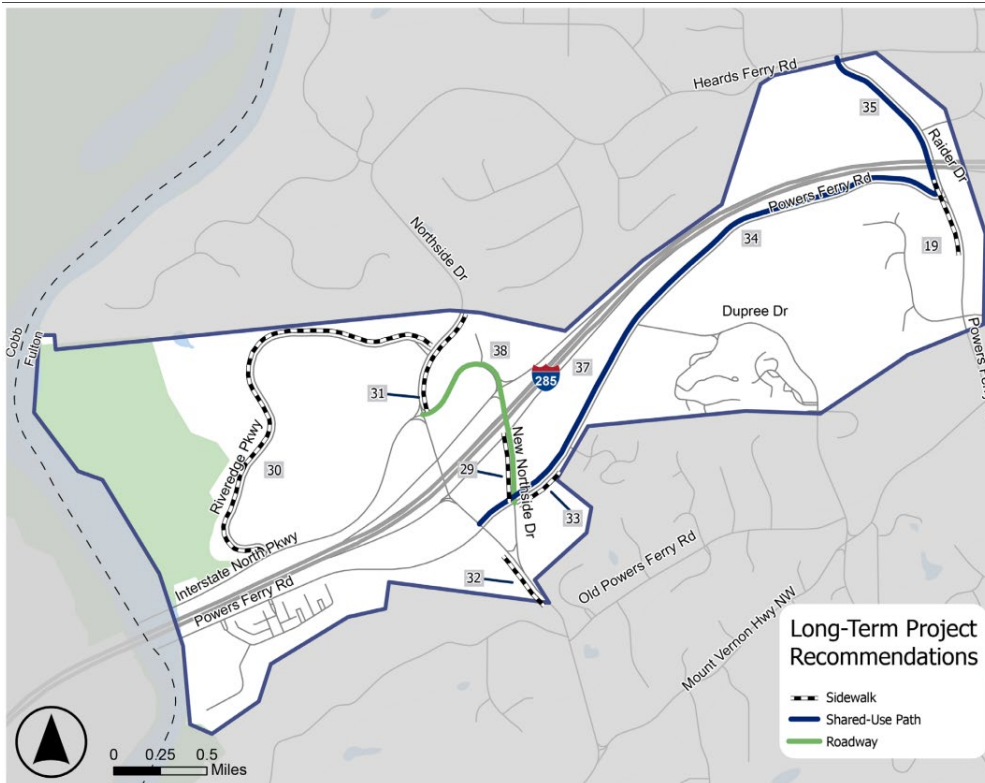 Heards Ferry Rd
35
Raider Dr
Powers Ferry Rd
34
19
Northside Dr
Dupree Dr
Cobb
Fulton
38
37
285
31
Riveredge Pkwy
30
29
New Northside Dr
33
Interstate North Pkwy
32
Old Powers Ferry Rd
Powers Ferry Rd
Mount Vernon Hwy NW
Powers Ferry
Long-Term Project
Recommendations
Sidewalk
Shared-Use Path
Roadway
0 0.25 0.5
Miles